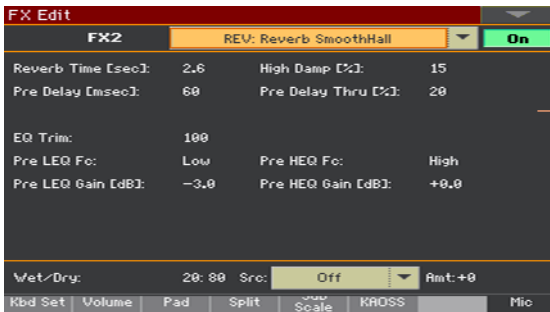 FX Edit
FX2 REV: Reverb SmoothHall On
Reverb Time [sec]: 2.6 High Damp [%]: 15
Pre Delay [msec]: 60 Pre Delay Thru [%]: 20
EQ Trim: 100
Pre LEQ Fc: Low Pre HEQ Fc: High
Pre LEQ Gain [dB]: -3.0 Pre HEQ Gain [dB]: +0.0
Wet/Dry: 20:80 Src: Off Amt:+0
Kbd Set Volume Pad Split Sub Scale KAOSS Mic